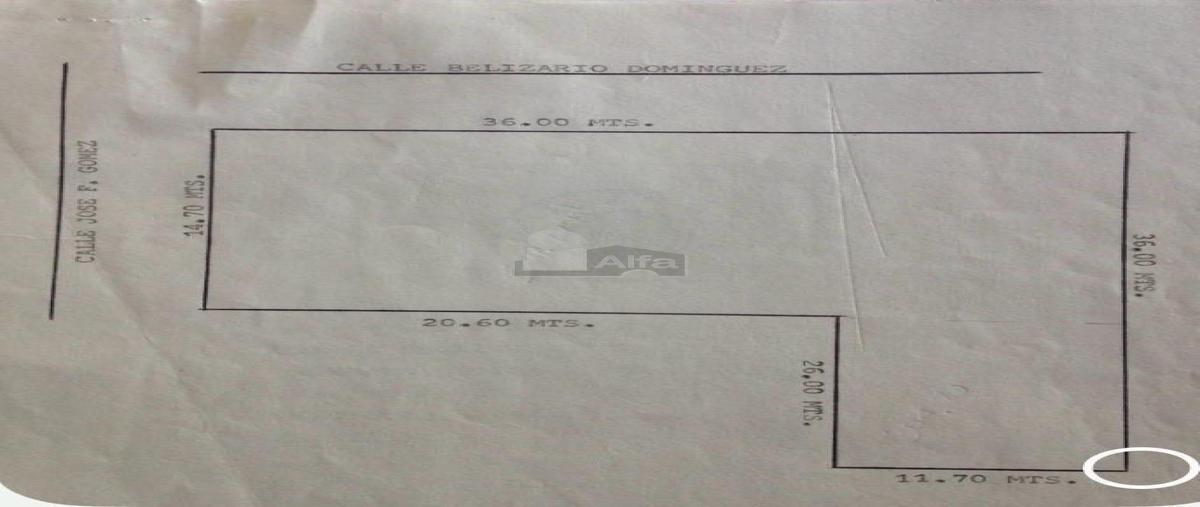 CALLE BELIZARIO DOMINGUEZ
36.00 MTS.
CALLE JOSE F. GOMEZ
14.70 MTS.
36.00 MTS.
Alfa
20.60 MTS.
26.00 MTS.
11.70 MTS.